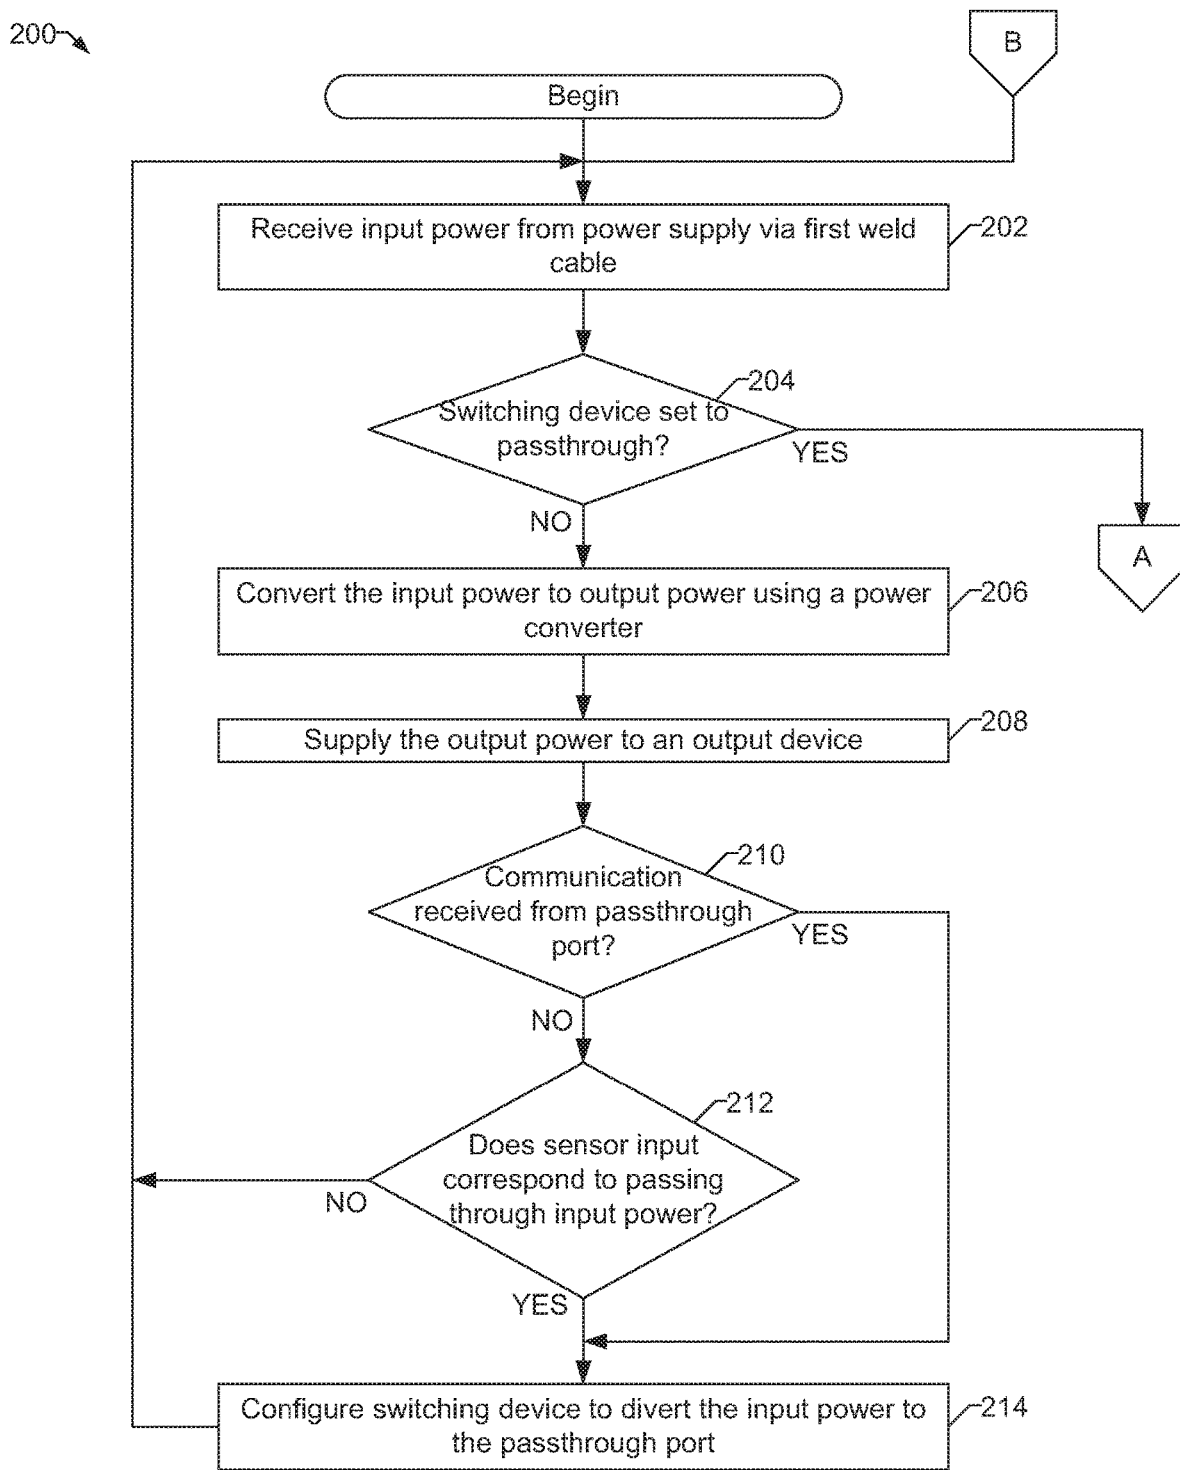 200
B
Begin
Receive input power from power supply via first weld
cable
202
204
Switching device set to
passthrough?
YES
NO
A
Convert the input power to output power using a power
converter
206
Supply the output power to an output device
208
210
Communication
received from passthrough
port?
YES
NO
212
Does sensor input
correspond to passing
through input power?
NO
YES
Configure switching device to divert the input power to
the passthrough port
214